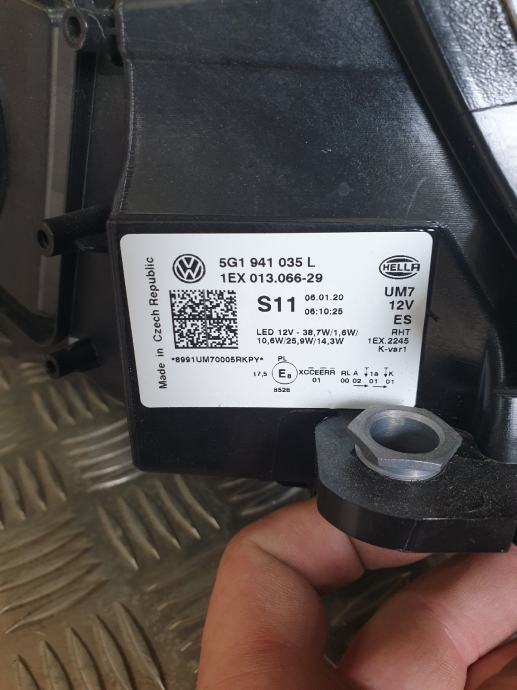 Made in Czech Republic
5G1 941 035 L
1EX 013.066-29
HELLA
S11
06.01.20
06:10:25
UM7
12V
ES
RHT
1EX.2245
K-var1
LED 12V - 38,7W/1,6W/
10,6W/25,9W/14,3W
*8991UM70005RKPY*
PL
17,5
E8
XCCEERR
01
RL A 1a K
00 02 01 01
8528